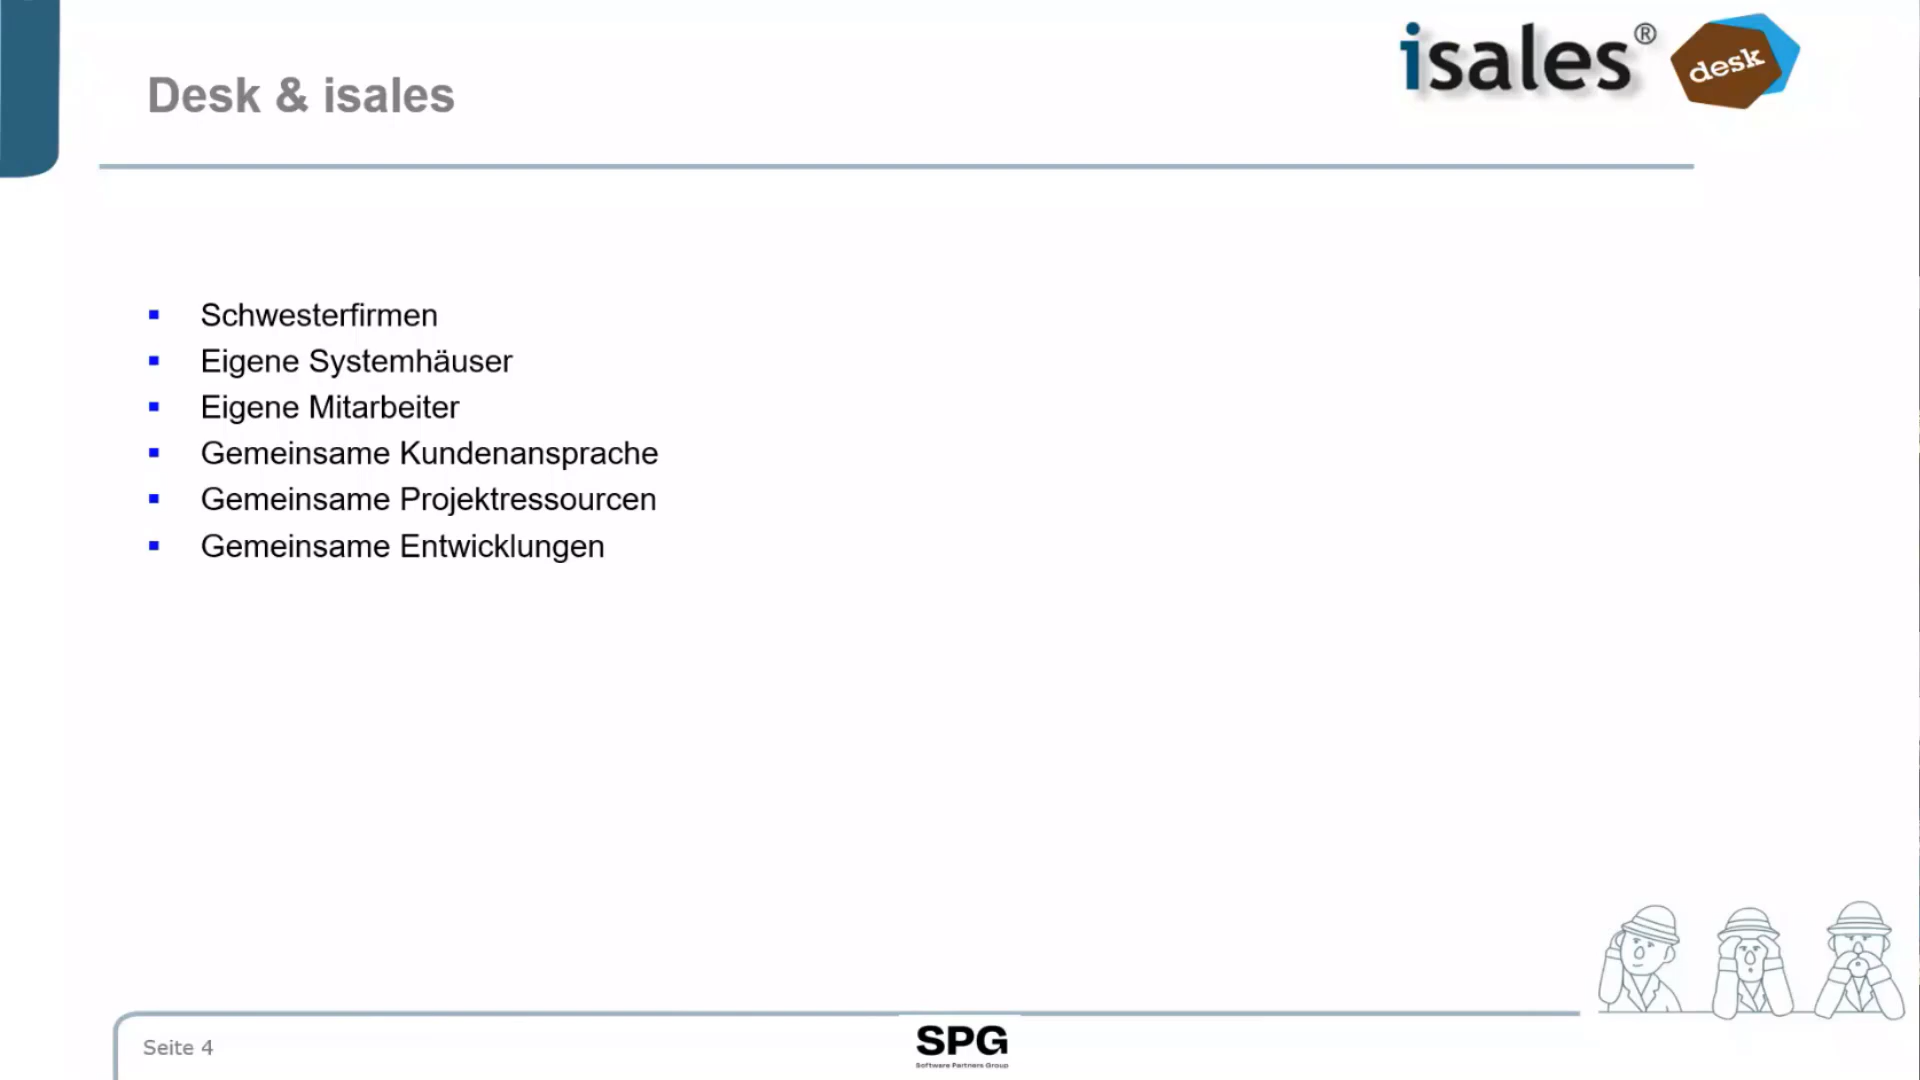 isales®
desk
Desk & isales
Schwesterfirmen
Eigene Systemhäuser
Eigene Mitarbeiter
Gemeinsame Kundenansprache
Gemeinsame Projektressourcen
Gemeinsame Entwicklungen
Seite 4
SPG
Software Partners Group